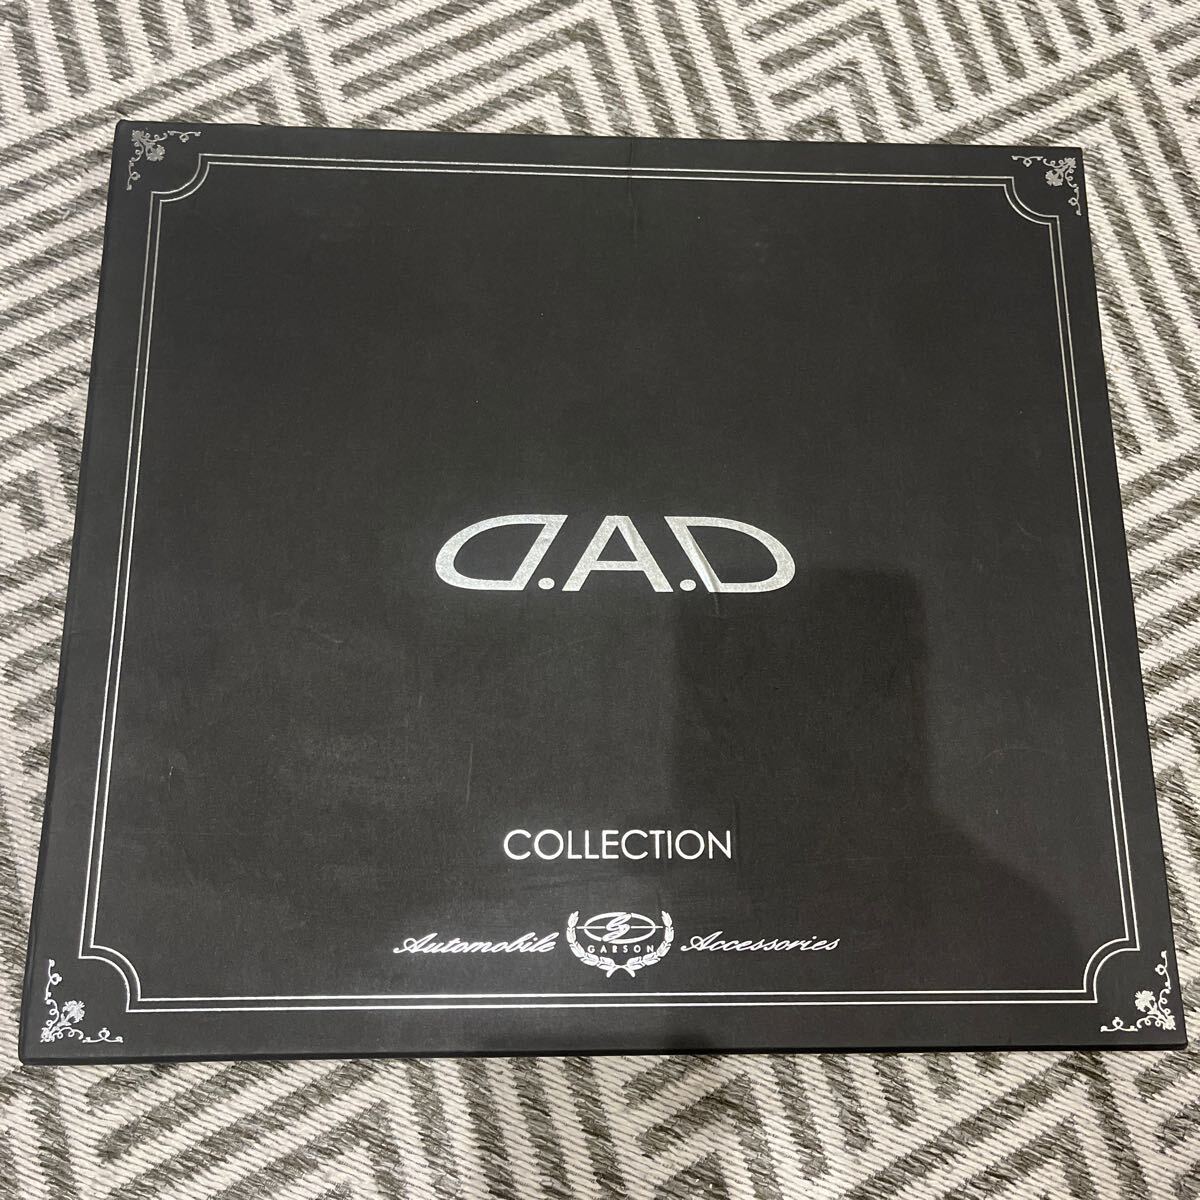 D.A.D
COLLECTION
Automobile GARSON Accessories